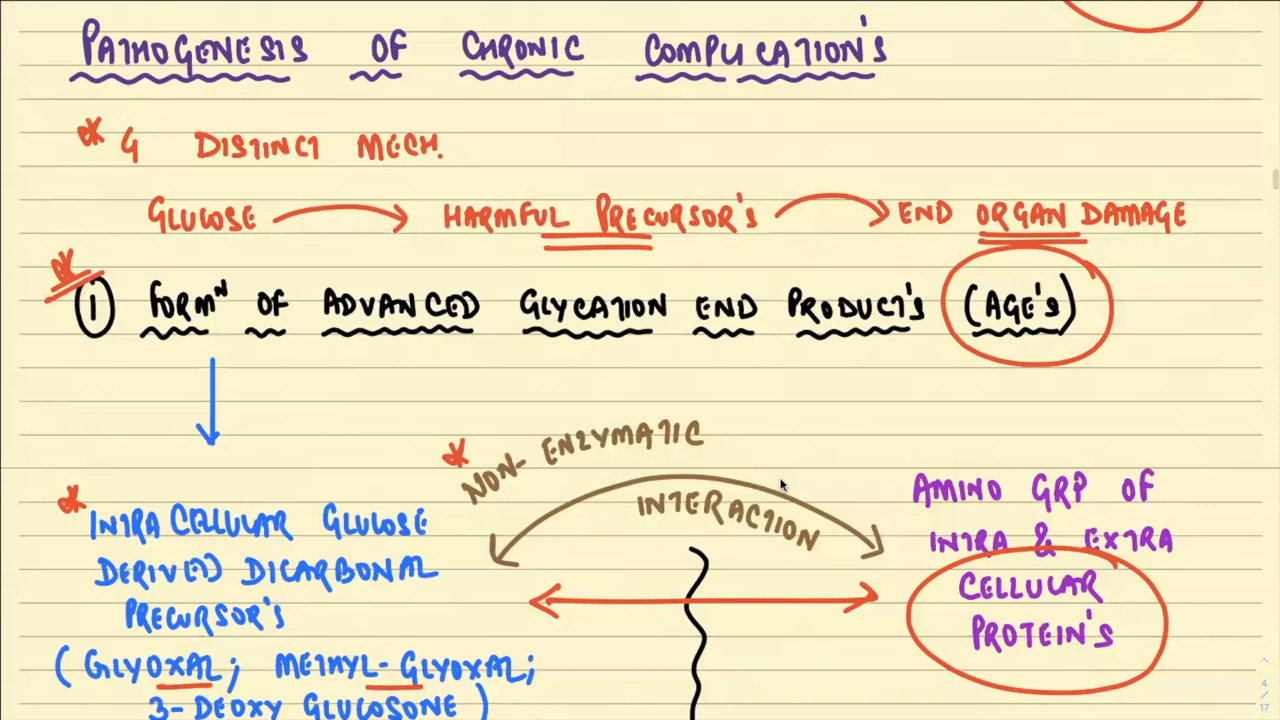 PATHOGENESIS OF CHRONIC COMPLICATION'S
* 4 DISTINCT MECH.
GLUCOSE → HARMFUL PRECURSOR'S → END ORGAN DAMAGE
* ① FORMⁿ OF ADVANCED GLYCATION END PRODUCT'S (AGE'S)
* NON-ENZYMATIC
INTERACTION
* INTRA CELLULAR GLUCOSE
DERIVED DICARBONAL
PRECURSOR'S
(GLYOXAL; METHYL-GLYOXAL;
3-DEOXY GLUCOSONE)
AMINO GRP OF
INTRA & EXTRA
CELLULAR
PROTEIN'S
4
/
17